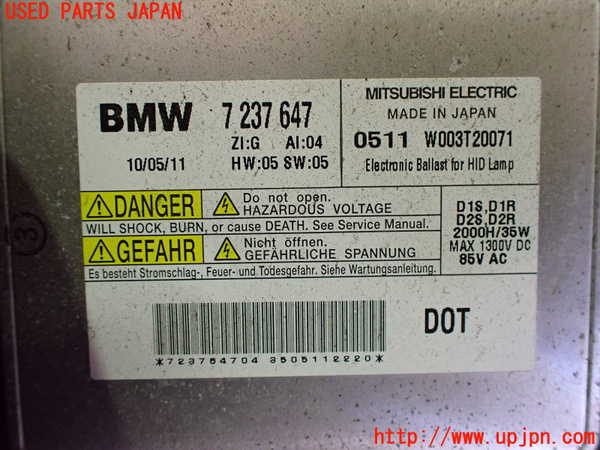 USED PARTS JAPAN
BMW 7 237 647
ZI:G AI:04
10/05/11 HW:05 SW:05
MITSUBISHI ELECTRIC
MADE IN JAPAN
0511 W003T20071
Electronic Ballast for HID Lamp
DANGER Do not open.
HAZARDOUS VOLTAGE
WILL SHOCK, BURN, or cause DEATH. See Service Manual.
GEFAHR Nicht öffnen.
GEFÄHRLICHE SPANNUNG
Es besteht Stromschlag-, Feuer- und Todesgefahr. Siehe Wartungsanleitung.
D1S,D1R
D2S,D2R
2000H/35W
MAX 1300V DC
85V AC
DOT
*723764704 3505112220*
http://www.upjpn.com/